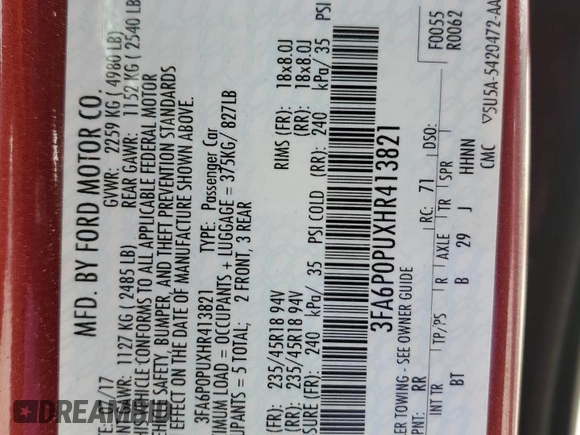 MFD. BY FORD MOTOR CO.
/17 GVWR: 2259 KG ( 4980 LB)
GAWR: 1127 KG ( 2485 LB) REAR GAWR: 1152 KG ( 2540 LB)
VEHICLE CONFORMS TO ALL APPLICABLE FEDERAL MOTOR
SAFETY, BUMPER, AND THEFT PREVENTION STANDARDS
EFFECT ON THE DATE OF MANUFACTURE SHOWN ABOVE.
3FA6P0PUXHR413821 TYPE: Passenger Car
LOAD = OCCUPANTS + LUGGAGE = 375KG/ 827LB
= 5 TOTAL; 2 FRONT, 3 REAR
(FR): 235/45R18 94V RIMS (FR): 18x8.0J
(RR): 235/45R18 94V (RR): 18x8.0J
(FR): 240 kPa/ 35 PSI COLD (RR): 240 kPa/ 35 PSI
3FA6P0PUXHR413821
F0055
R0062
TOWING - SEE OWNER GUIDE
PNT: RR RC: 71 DSO:
INT TR TP/PS R AXLE TR SPR
BT B 29 J HHNN
CMC
5U5A-5420472-AA
DREAMBID